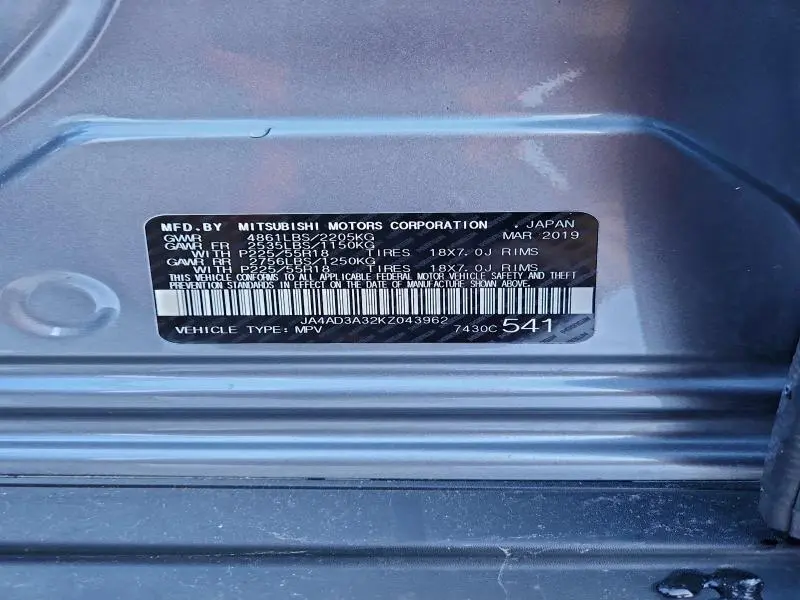 MFD.BY MITSUBISHI MOTORS CORPORATION , JAPAN
GVWR 4861LBS/2205KG MAR 2019
GAWR FR 2535LBS/1150KG
WITH P225/55R18 TIRES 18X7.0J RIMS
GAWR RR 2756LBS/1250KG
WITH P225/55R18 TIRES 18X7.0J RIMS
THIS VEHICLE CONFORMS TO ALL APPLICABLE FEDERAL MOTOR VEHICLE SAFETY AND THEFT
PREVENTION STANDARDS IN EFFECT ON THE DATE OF MANUFACTURE SHOWN ABOVE.
JA4AD3A32KZ043962
VEHICLE TYPE: MPV 7430C 541